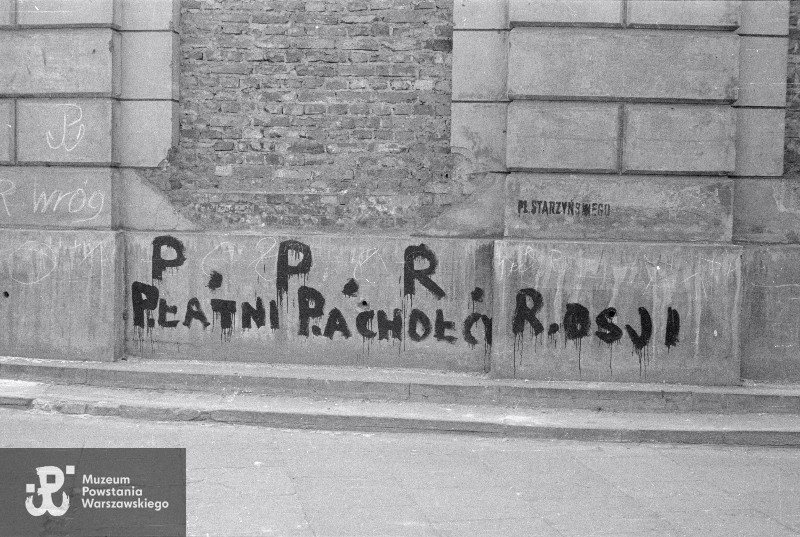 R Wróg
PL. STARZYŃSKIEGO
P. P. R.
P.ŁATNI P.ACHOŁCI R.OSJI
Muzeum
Powstania
Warszawskiego